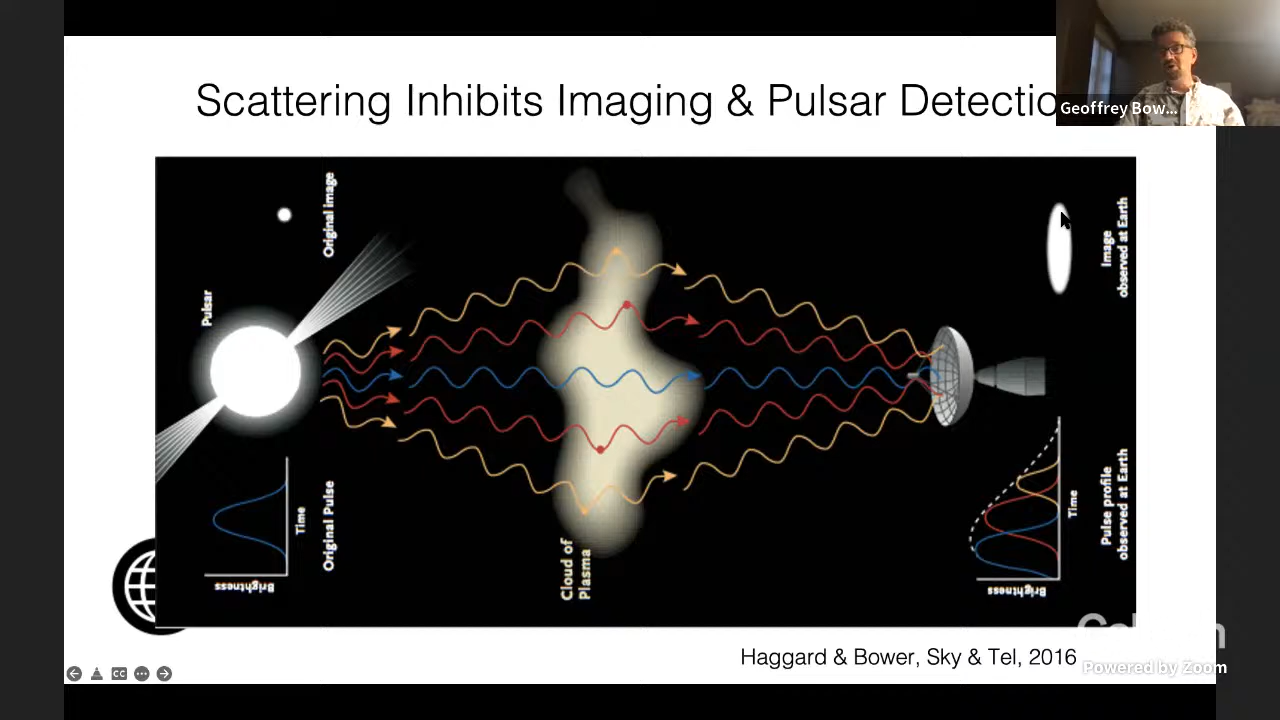 Scattering Inhibits Imaging & Pulsar Detectio
Geoffrey Bow...
Pulsar
Original image
Image
observed at Earth
Brightness
Time
Original Pulse
Cloud of
Plasma
Brightness
Time
Pulse profile
observed at Earth
Haggard & Bower, Sky & Tel, 2016
CC
Powered by Zoom